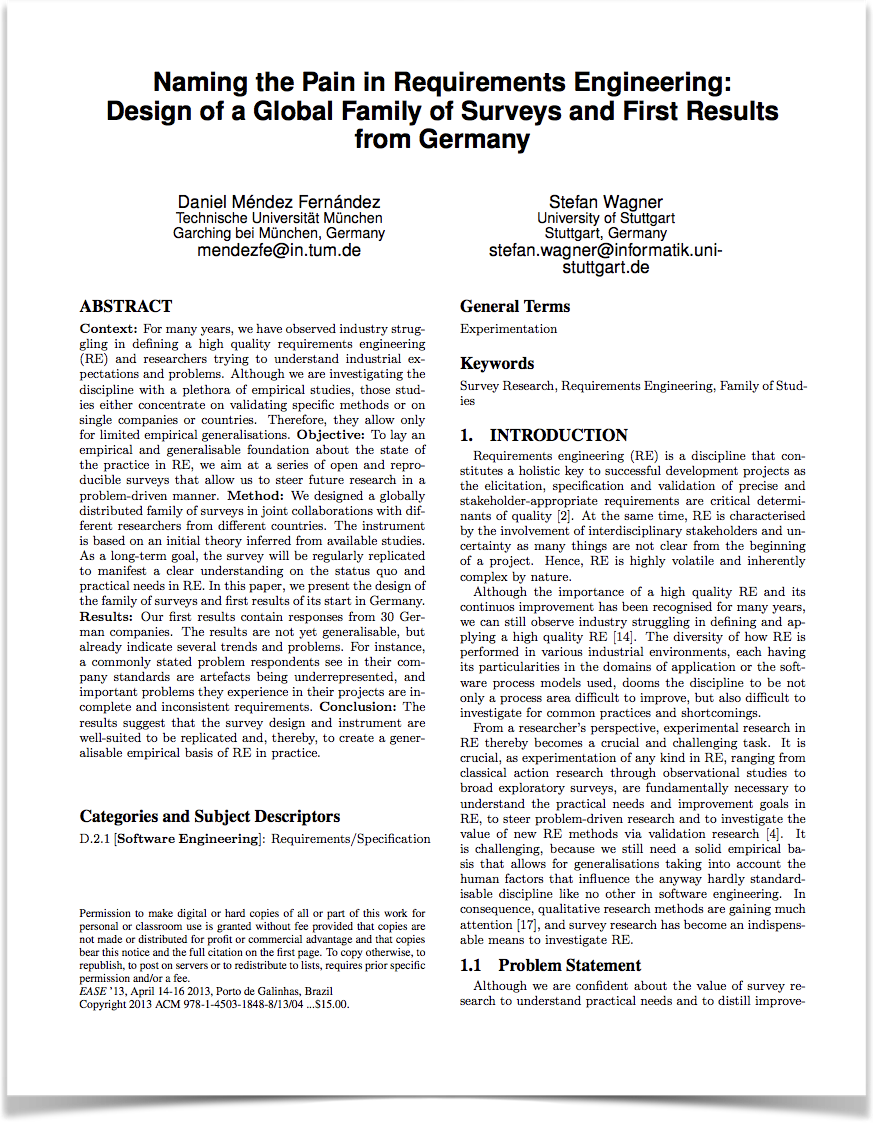 Naming the Pain in Requirements Engineering:
Design of a Global Family of Surveys and First Results
from Germany
Daniel Méndez Fernández
Technische Universität München
Garching bei München, Germany
mendezfe@in.tum.de
Stefan Wagner
University of Stuttgart
Stuttgart, Germany
stefan.wagner@informatik.uni-
stuttgart.de
ABSTRACT
Context: For many years, we have observed industry strug-
gling in defining a high quality requirements engineering
(RE) and researchers trying to understand industrial ex-
pectations and problems. Although we are investigating the
discipline with a plethora of empirical studies, those stud-
ies either concentrate on validating specific methods or on
single companies or countries. Therefore, they allow only
for limited empirical generalisations. Objective: To lay an
empirical and generalisable foundation about the state of
the practice in RE, we aim at a series of open and repro-
ducible surveys that allow us to steer future research in a
problem-driven manner. Method: We designed a globally
distributed family of surveys in joint collaborations with dif-
ferent researchers from different countries. The instrument
is based on an initial theory inferred from available studies.
As a long-term goal, the survey will be regularly replicated
to manifest a clear understanding on the status quo and
practical needs in RE. In this paper, we present the design of
the family of surveys and first results of its start in Germany.
Results: Our first results contain responses from 30 Ger-
man companies. The results are not yet generalisable, but
already indicate several trends and problems. For instance,
a commonly stated problem respondents see in their com-
pany standards are artefacts being underrepresented, and
important problems they experience in their projects are in-
complete and inconsistent requirements. Conclusion: The
results suggest that the survey design and instrument are
well-suited to be replicated and, thereby, to create a gener-
alisable empirical basis of RE in practice.
Categories and Subject Descriptors
D.2.1 [Software Engineering]: Requirements/Specification
Permission to make digital or hard copies of all or part of this work for
personal or classroom use is granted without fee provided that copies are
not made or distributed for profit or commercial advantage and that copies
bear this notice and the full citation on the first page. To copy otherwise, to
republish, to post on servers or to redistribute to lists, requires prior specific
permission and/or a fee.
EASE '13, April 14-16 2013, Porto de Galinhas, Brazil
Copyright 2013 ACM 978-1-4503-1848-8/13/04 ...$15.00.
General Terms
Experimentation
Keywords
Survey Research, Requirements Engineering, Family of Stud-
ies
1. INTRODUCTION
Requirements engineering (RE) is a discipline that con-
stitutes a holistic key to successful development projects as
the elicitation, specification and validation of precise and
stakeholder-appropriate requirements are critical determi-
nants of quality [2]. At the same time, RE is characterised
by the involvement of interdisciplinary stakeholders and un-
certainty as many things are not clear from the beginning
of a project. Hence, RE is highly volatile and inherently
complex by nature.
Although the importance of a high quality RE and its
continuos improvement has been recognised for many years,
we can still observe industry struggling in defining and ap-
plying a high quality RE [14]. The diversity of how RE is
performed in various industrial environments, each having
its particularities in the domains of application or the soft-
ware process models used, dooms the discipline to be not
only a process area difficult to improve, but also difficult to
investigate for common practices and shortcomings.
From a researcher's perspective, experimental research in
RE thereby becomes a crucial and challenging task. It is
crucial, as experimentation of any kind in RE, ranging from
classical action research through observational studies to
broad exploratory surveys, are fundamentally necessary to
understand the practical needs and improvement goals in
RE, to steer problem-driven research and to investigate the
value of new RE methods via validation research [4]. It
is challenging, because we still need a solid empirical ba-
sis that allows for generalisations taking into account the
human factors that influence the anyway hardly standard-
isable discipline like no other in software engineering. In
consequence, qualitative research methods are gaining much
attention [17], and survey research has become an indispens-
able means to investigate RE.
1.1 Problem Statement
Although we are confident about the value of survey re-
search to understand practical needs and to distill improve-